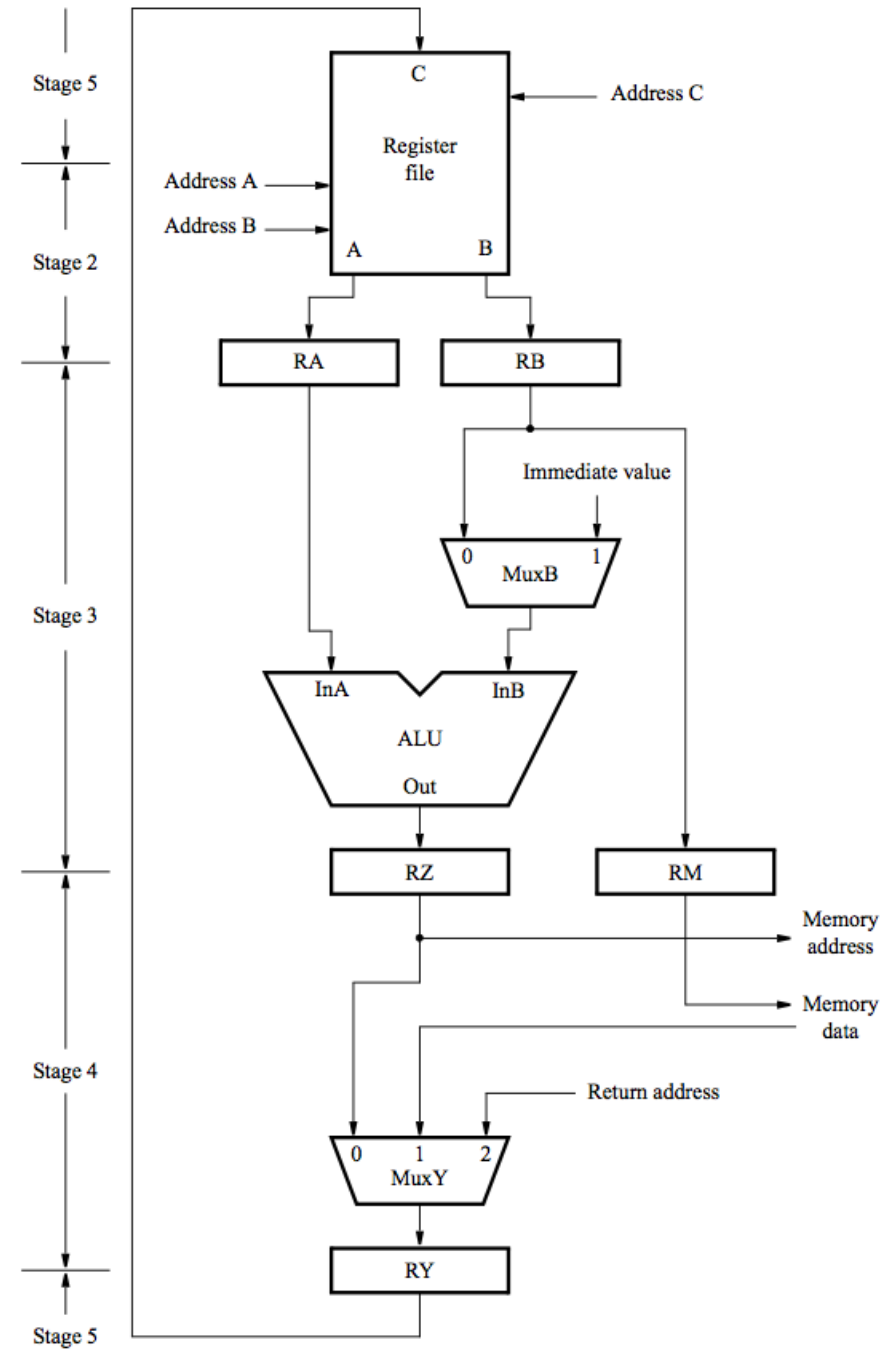 C
Stage 5
Address C
Register
file
Address A
Address B
A
B
Stage 2
RA
RB
Immediate value
0
1
MuxB
Stage 3
InA
InB
ALU
Out
RZ
RM
Memory
address
Memory
data
Stage 4
Return address
0
1
2
MuxY
RY
Stage 5